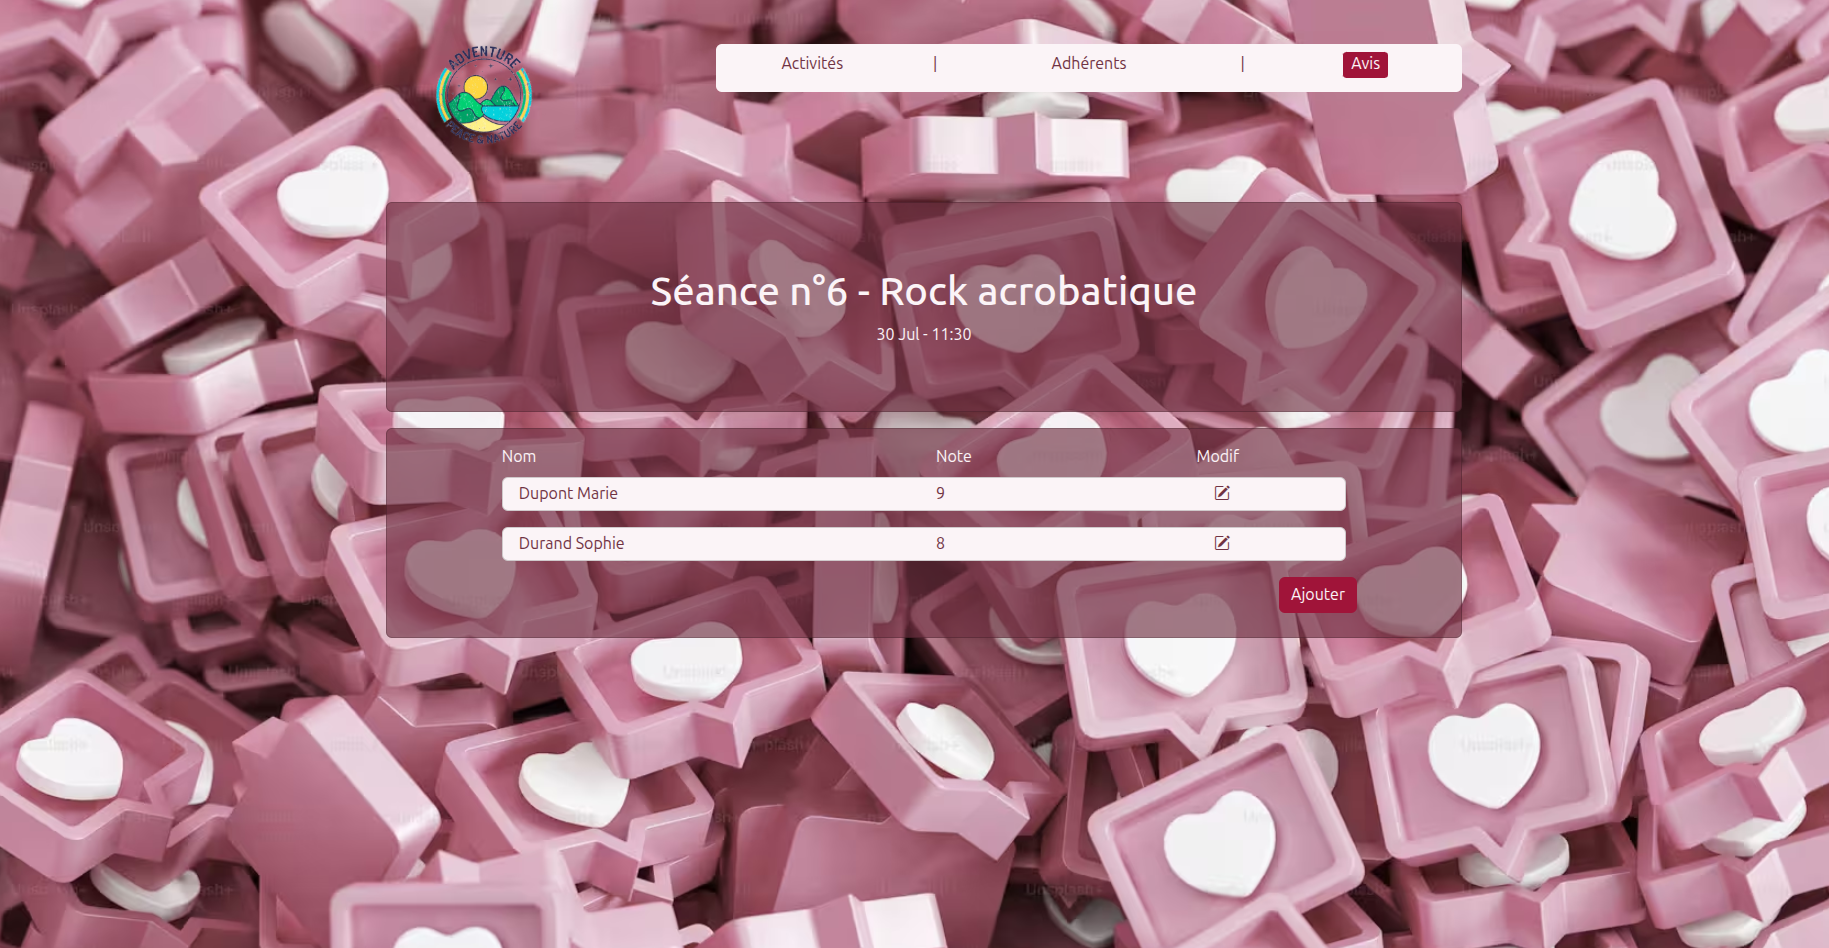 ADVENTURE
Activités | Adhérents | Avis
Séance n°6 - Rock acrobatique
30 Jul - 11:30
Nom Note Modif
Dupont Marie 9
Durand Sophie 8
Ajouter
Unsplash+